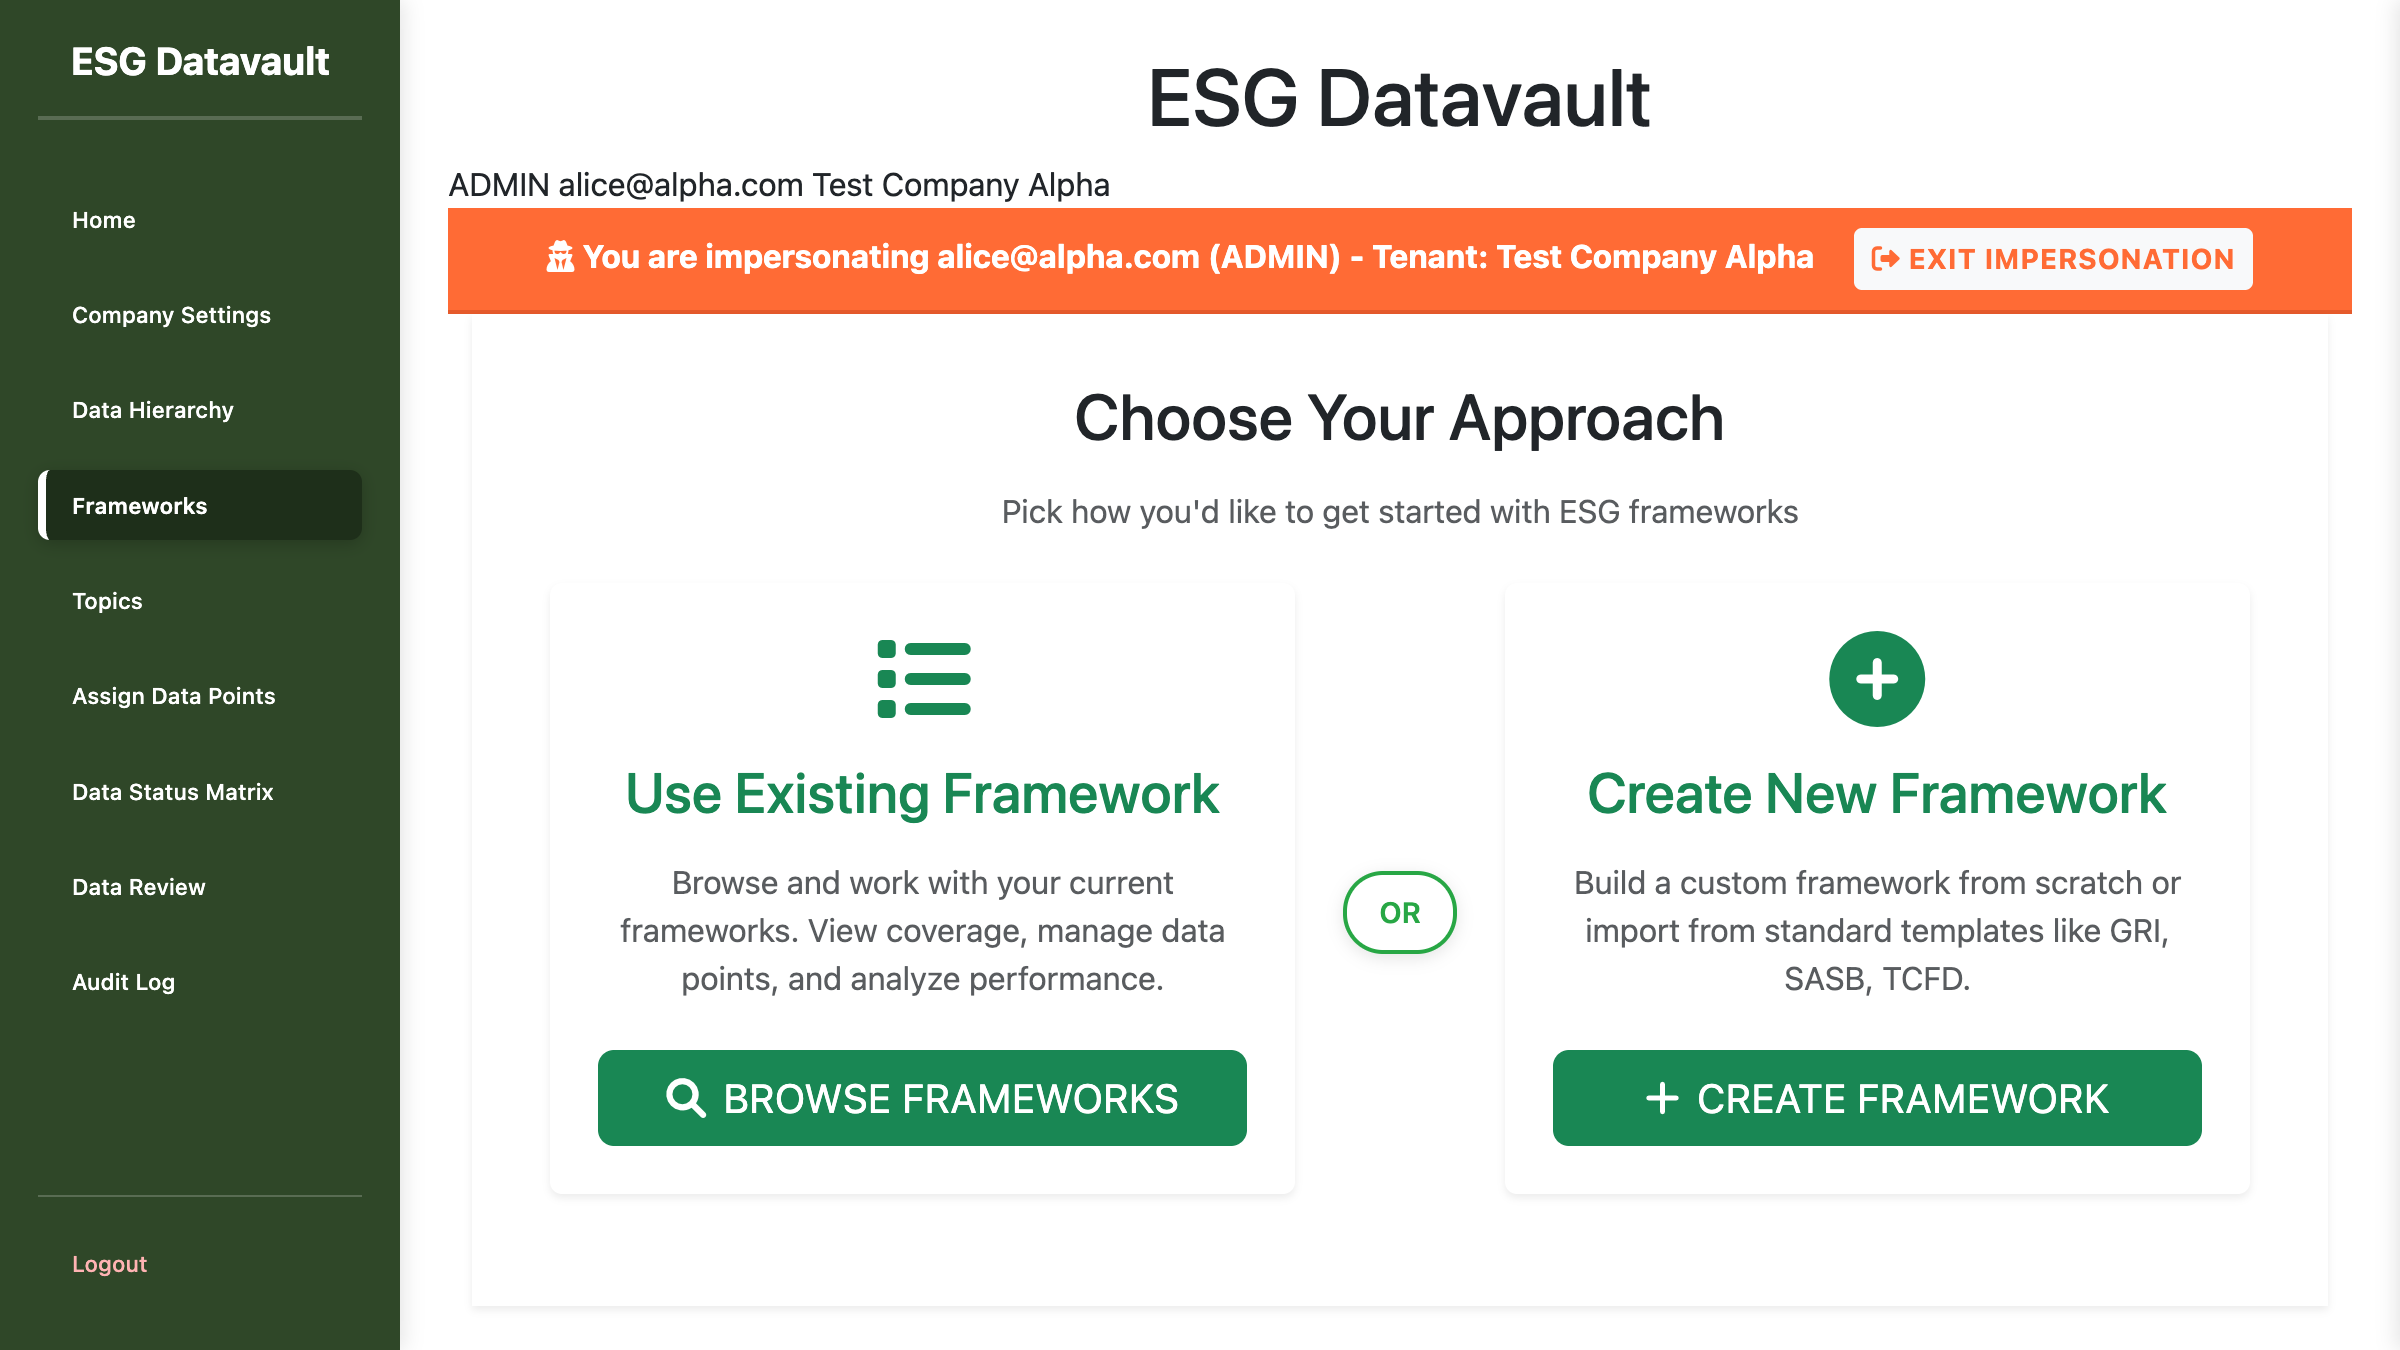 ESG Datavault
Home
Company Settings
Data Hierarchy
Frameworks
Topics
Assign Data Points
Data Status Matrix
Data Review
Audit Log
Logout
ESG Datavault
ADMIN alice@alpha.com Test Company Alpha
You are impersonating alice@alpha.com (ADMIN) - Tenant: Test Company Alpha
EXIT IMPERSONATION
Choose Your Approach
Pick how you'd like to get started with ESG frameworks
Use Existing Framework
Browse and work with your current
frameworks. View coverage, manage data
points, and analyze performance.
BROWSE FRAMEWORKS
OR
Create New Framework
Build a custom framework from scratch or
import from standard templates like GRI,
SASB, TCFD.
CREATE FRAMEWORK